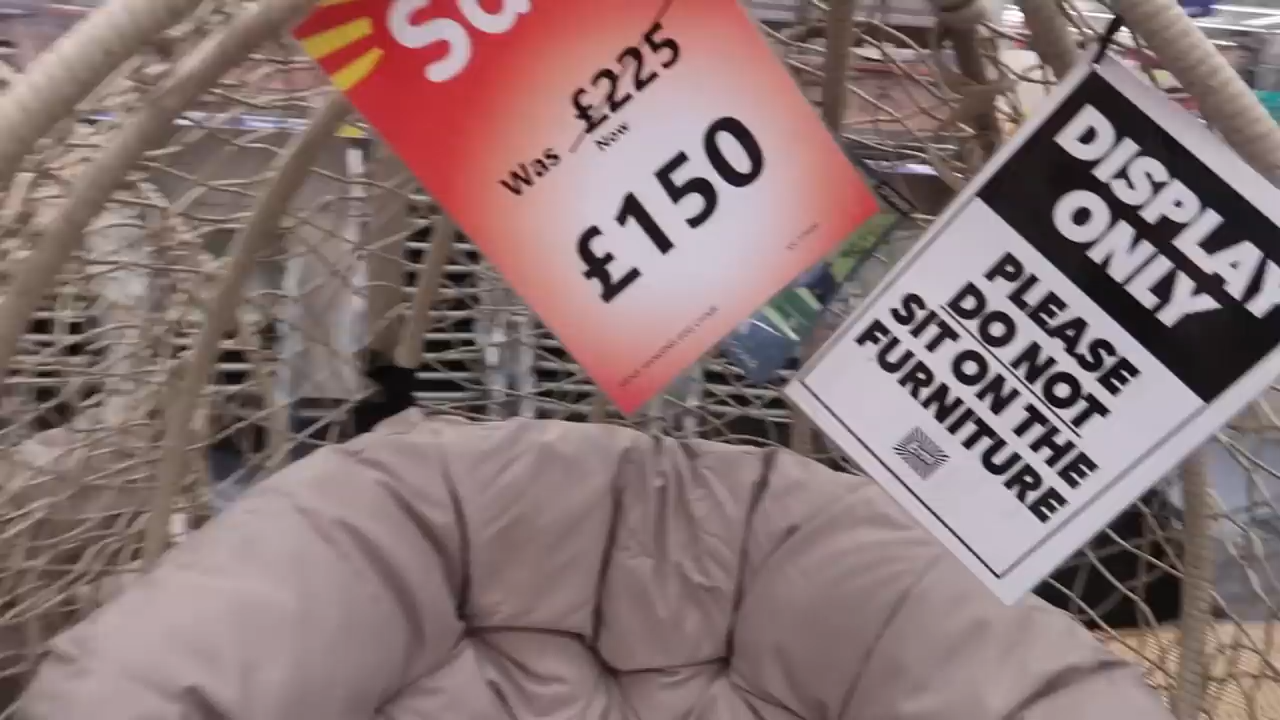 Sa
Was £225
Now
£150
DISPLAY
ONLY
PLEASE
DO NOT
SIT ON THE
FURNITURE